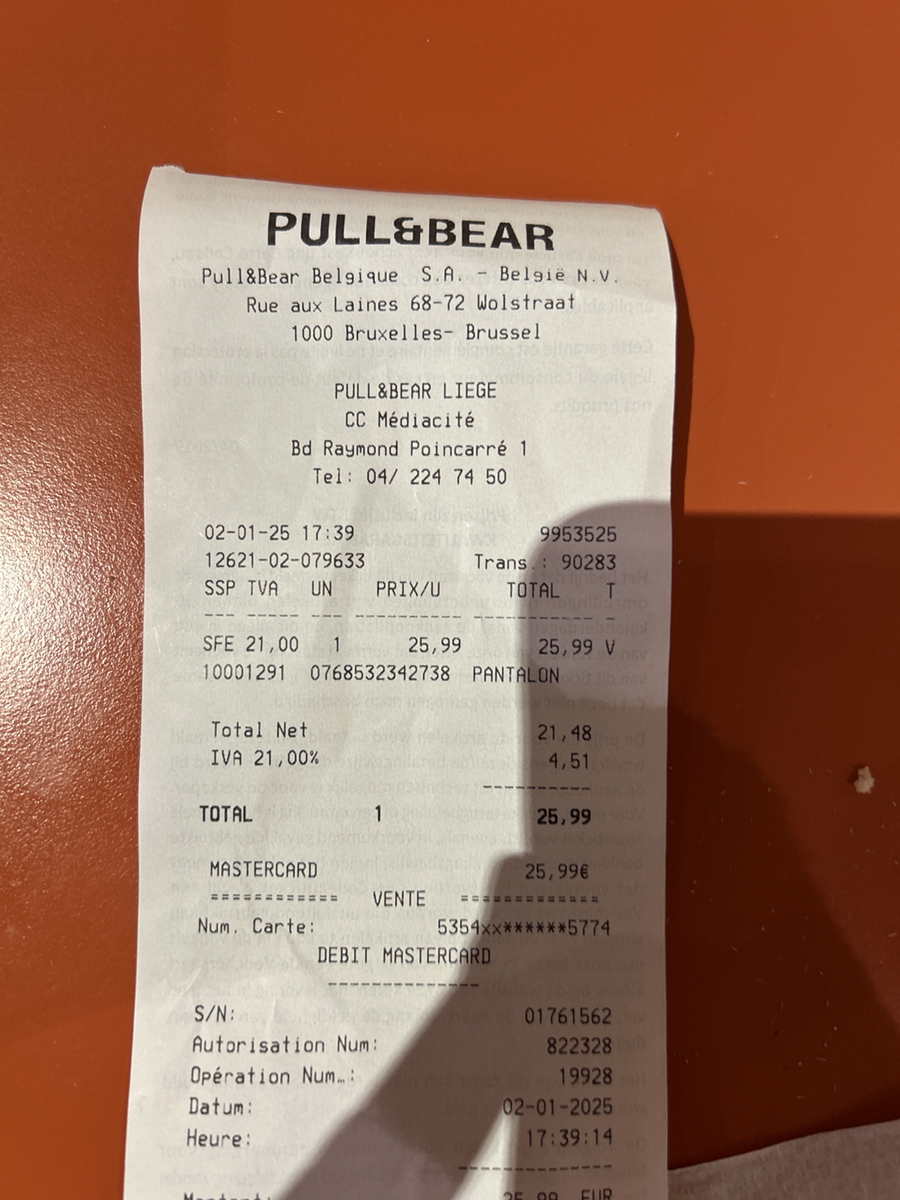 PULL&BEAR
Pull&Bear Belgique S.A. - België N.V.
Rue aux Laines 68-72 Wolstraat
1000 Bruxelles- Brussel
PULL&BEAR LIEGE
CC Médiacité
Bd Raymond Poincarré 1
Tel: 04/ 224 74 50
02-01-25 17:39 9953525
12621-02-079633 Trans.: 90283
SSP TVA UN PRIX/U TOTAL T
SFE 21,00 1 25,99 25,99 V
10001291 0768532342738 PANTALON
Total Net 21,48
IVA 21,00% 4,51
TOTAL 1 25,99
MASTERCARD 25,99€
============ VENTE =============
Num. Carte: 5354xx******5774
DEBIT MASTERCARD
S/N: 01761562
Autorisation Num: 822328
Opération Num.: 19928
Datum: 02-01-2025
Heure: 17:39:14
25,99 EUR